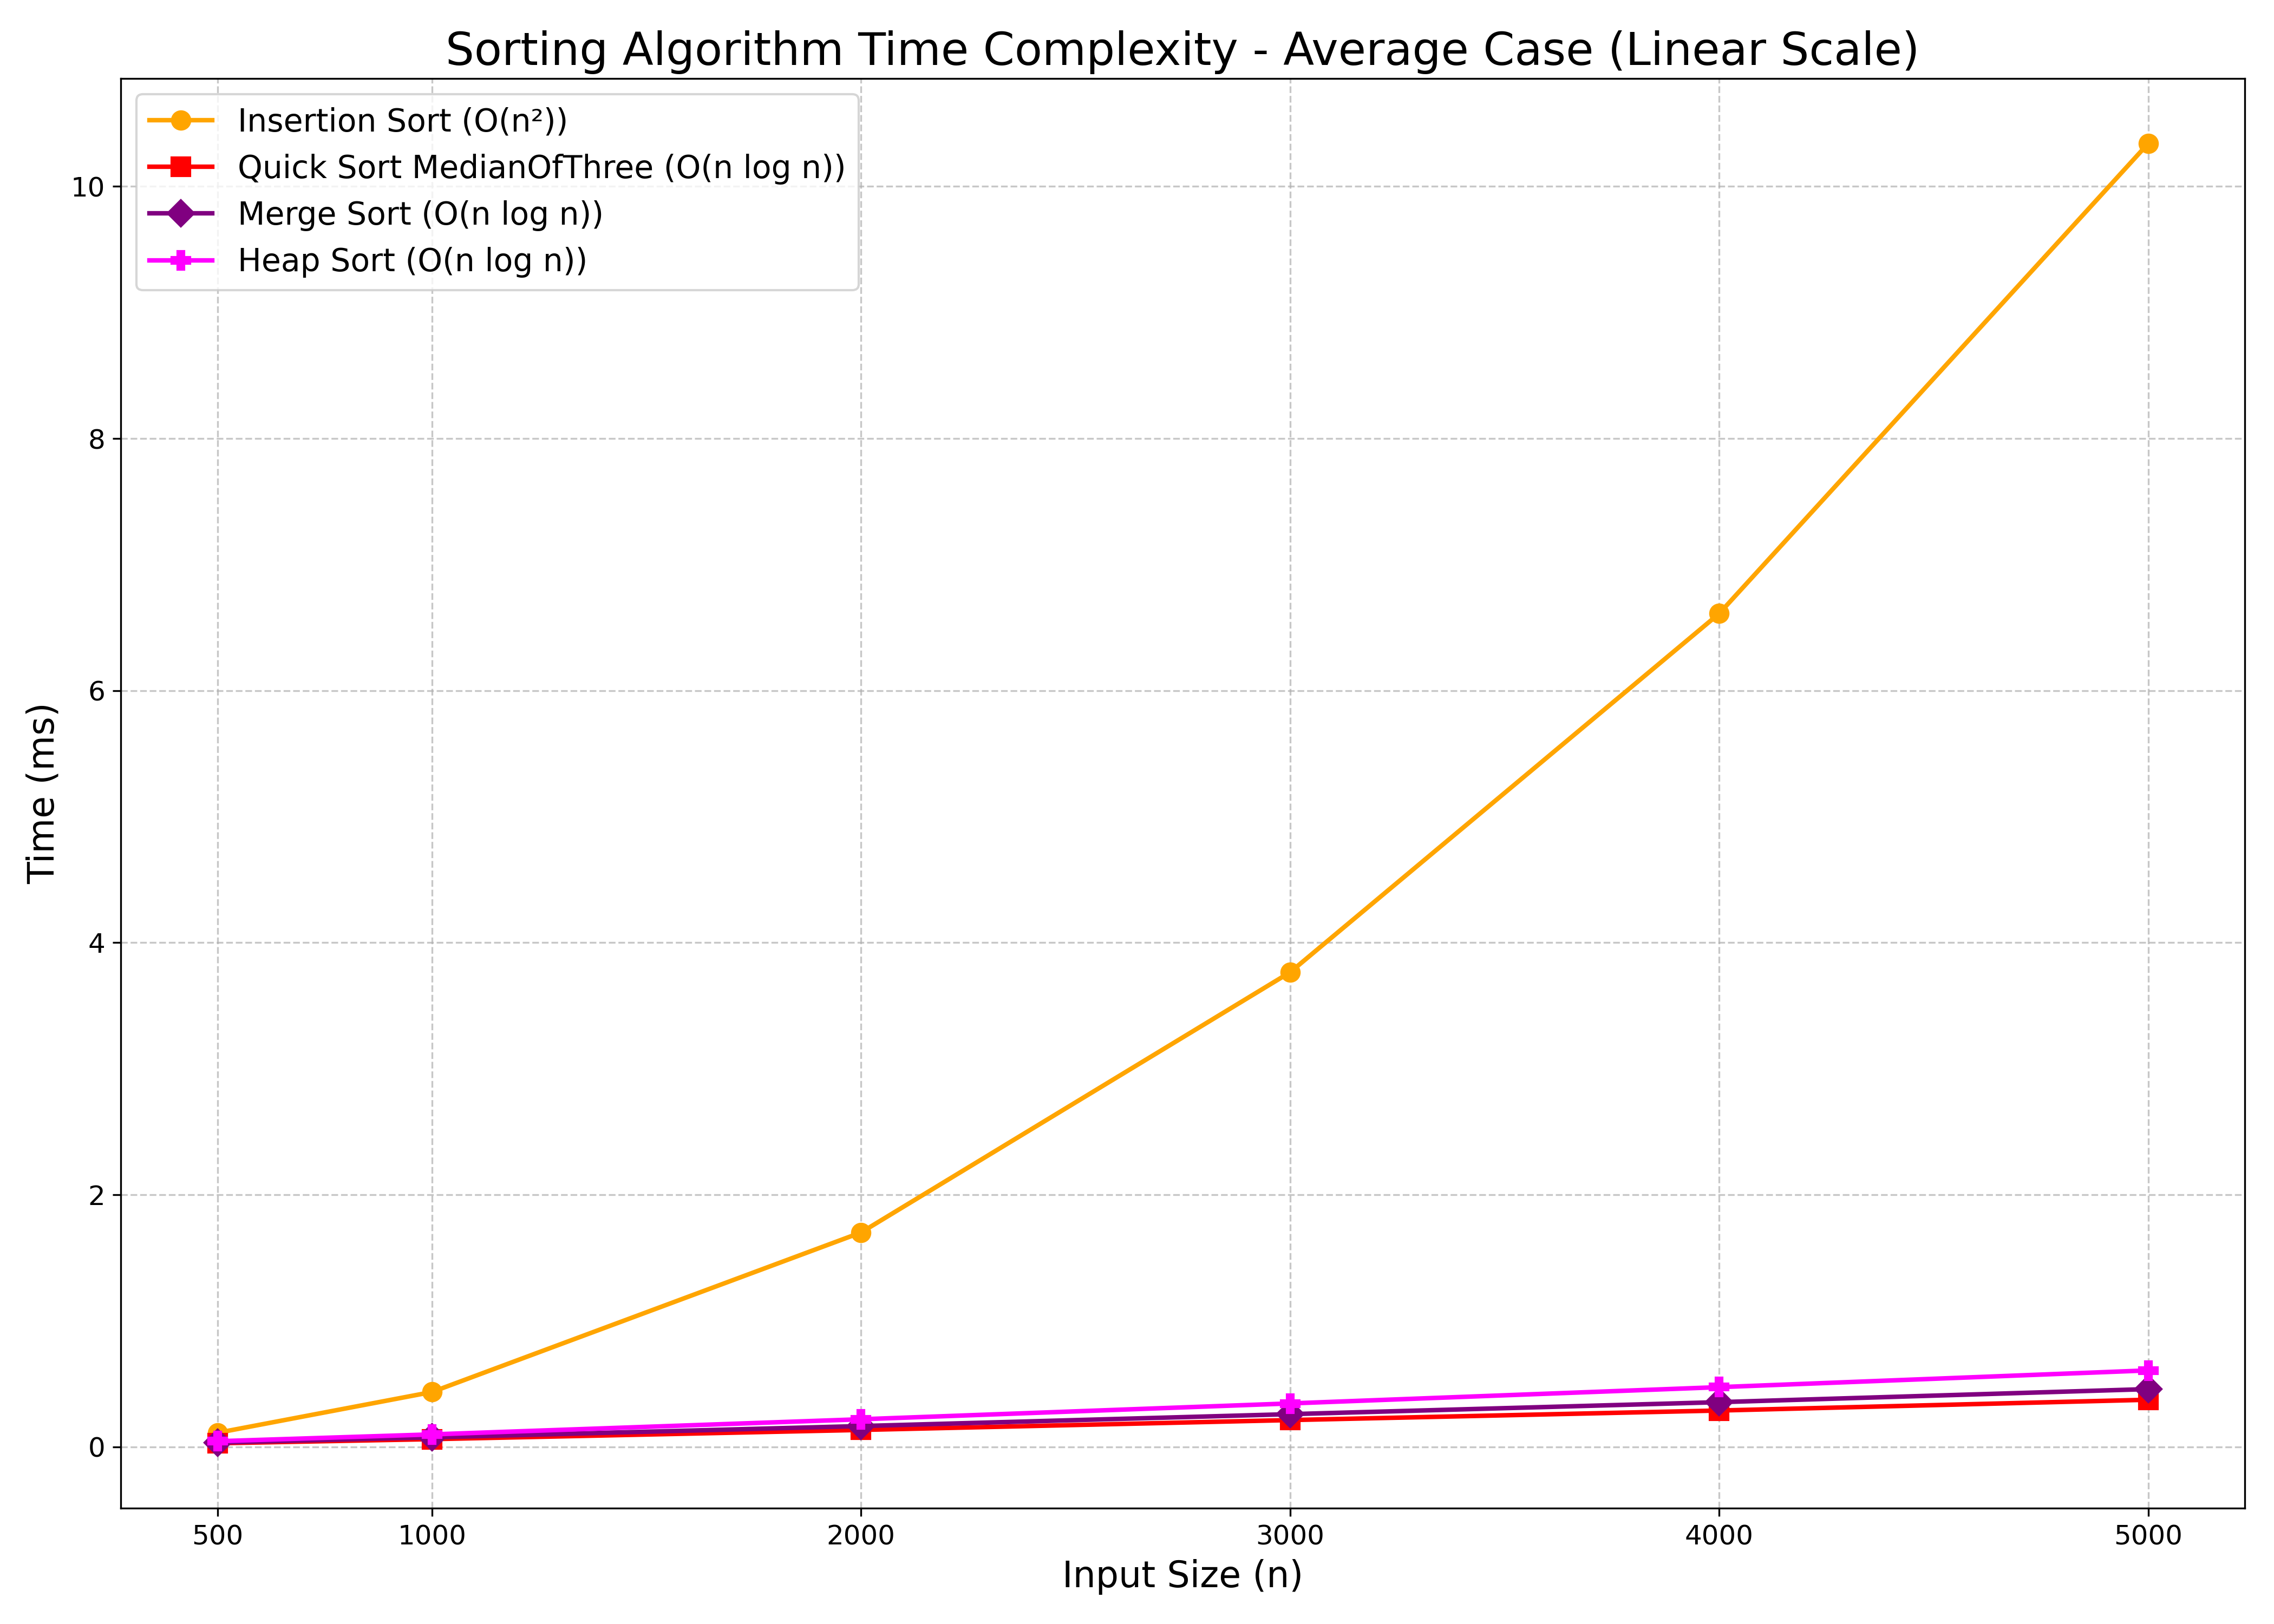 Sorting Algorithm Time Complexity - Average Case (Linear Scale)
Insertion Sort (O(n²))
Quick Sort MedianOfThree (O(n log n))
Merge Sort (O(n log n))
Heap Sort (O(n log n))
10
8
6
4
2
0
Time (ms)
500 1000 2000 3000 4000 5000
Input Size (n)